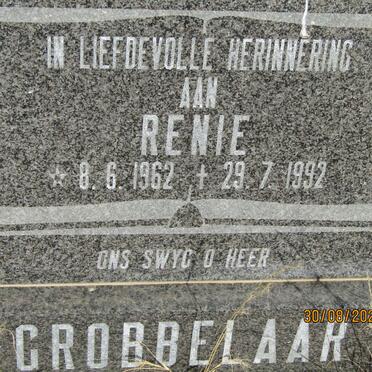 IN LIEFDEVOLLE HERINNERING
AAN
RENIE
☆ 8. 6. 1962 + 29. 7. 1992
ONS SWYG O HEER
GROBBELAAR